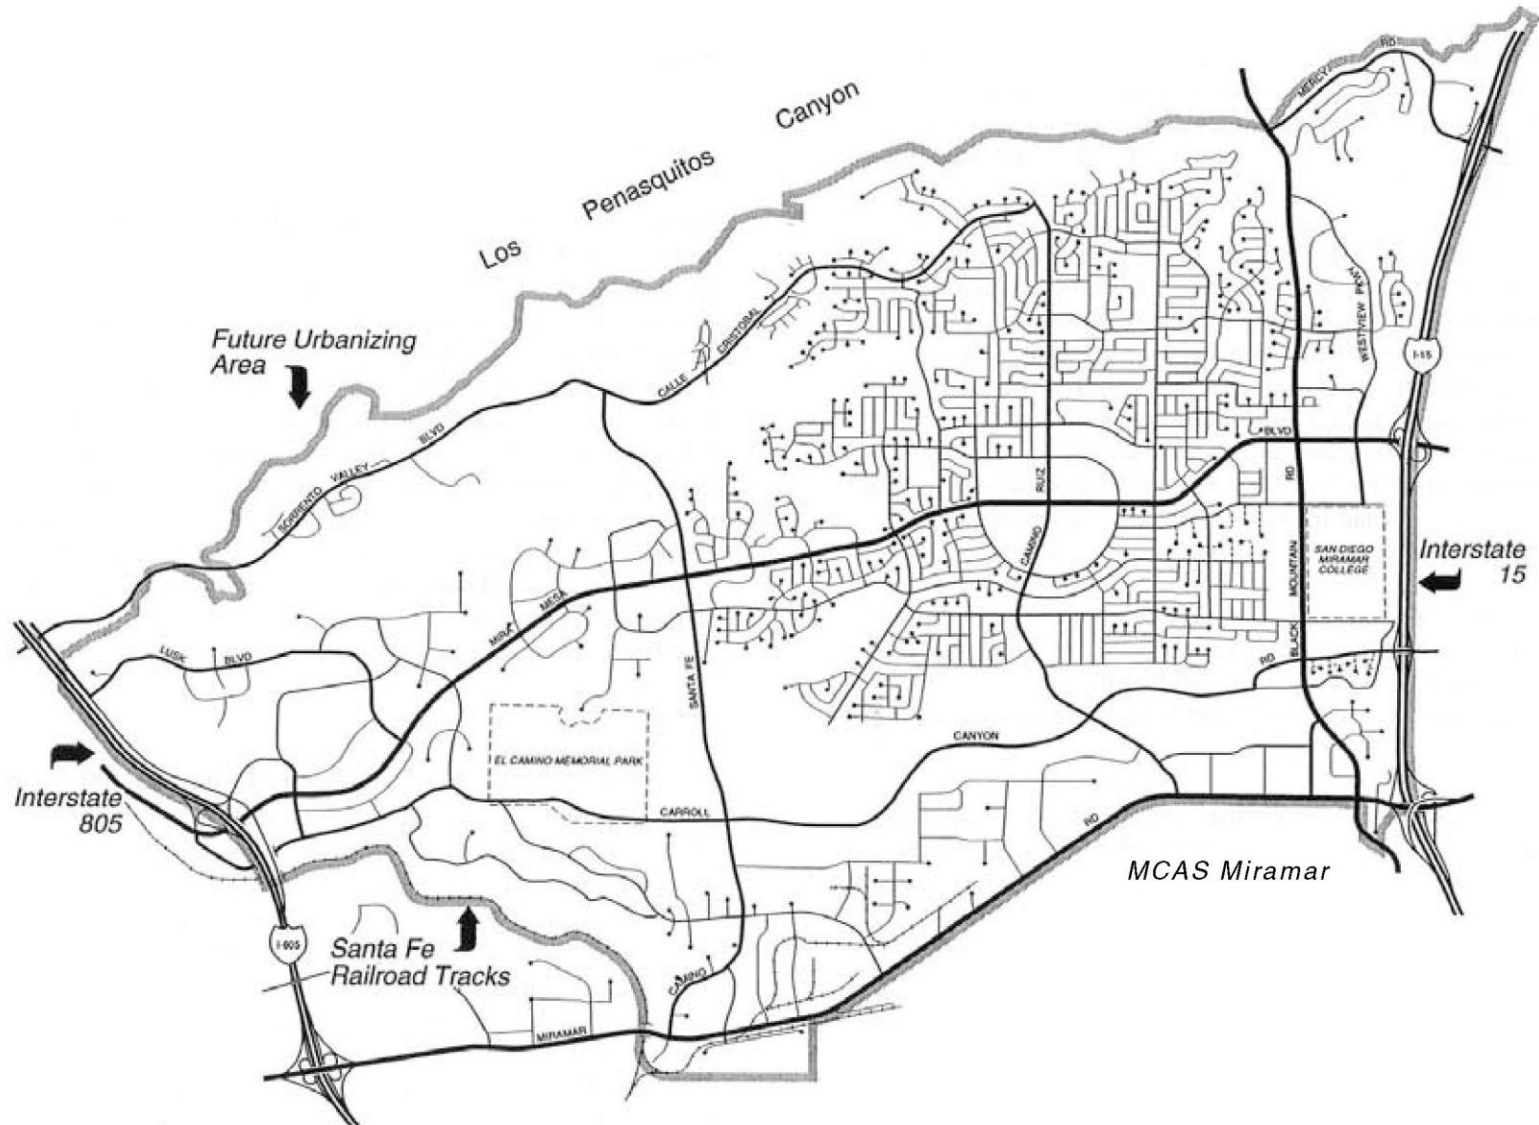 Canyon
Penasquitos
Los
MERCY
RD
Future Urbanizing
Area
WESTVIEW PKWY
I-15
CRISTOBAL
CALLE
BLVD
VALLEY
SORRENTO
BLVD
RUIZ
CAMINO
RD
MOUNTAIN
BLACK
SAN DIEGO
MIRAMAR
COLLEGE
Interstate
15
MESA
MIRA
LUSK
BLVD
SANTA FE
RD
CANYON
EL CAMINO MEMORIAL PARK
CARROLL
Interstate
805
RD
MCAS Miramar
I-805
Santa Fe
Railroad Tracks
CAMINO
MIRAMAR